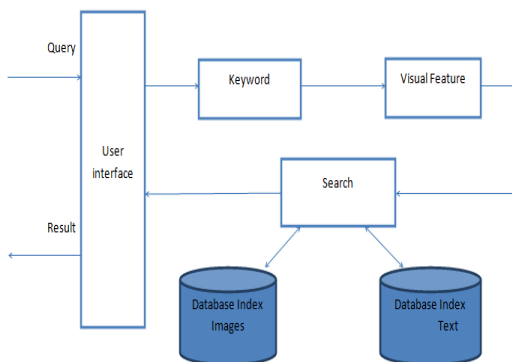 Query
Keyword
Visual Feature
User
interface
Search
Result
Database Index
Images
Database Index
Text